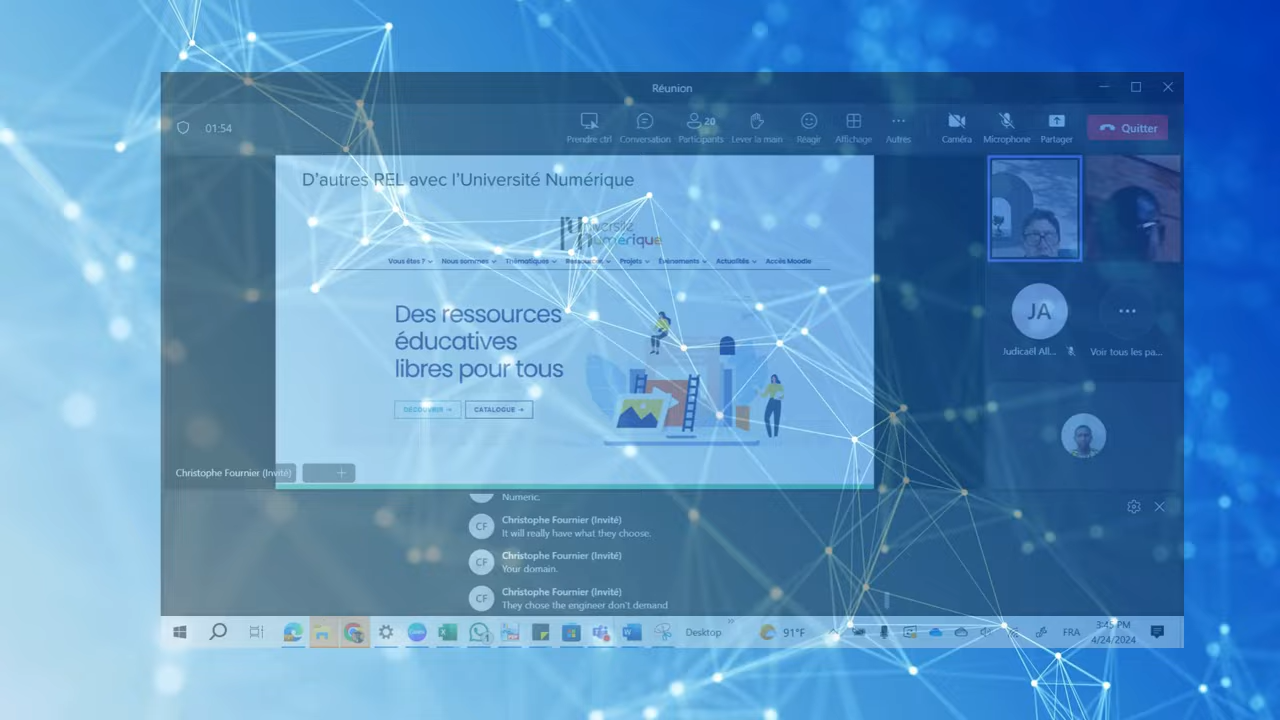 Réunion
01:54
Prendre ctrl
Conversation
20
Participants
Lever la main
Réagir
Affichage
Autres
Caméra
Microphone
Partager
Quitter
D'autres REL avec l'Université Numérique
Université
Numérique
Vous êtes ? Nous sommes Thématiques Ressources Projets Événements Actualités Accès Moodle
Des ressources
éducatives
libres pour tous
DÉCOUVRIR → CATALOGUE →
JA
Judicaël All...
Voir tous les pa...
Christophe Fournier (Invité)
Numeric.
CF
Christophe Fournier (Invité)
It will really have what they choose.
CF
Christophe Fournier (Invité)
Your domain.
CF
Christophe Fournier (Invité)
They chose the engineer don't demand
Desktop
91°F
FRA
3:45 PM
4/24/2024